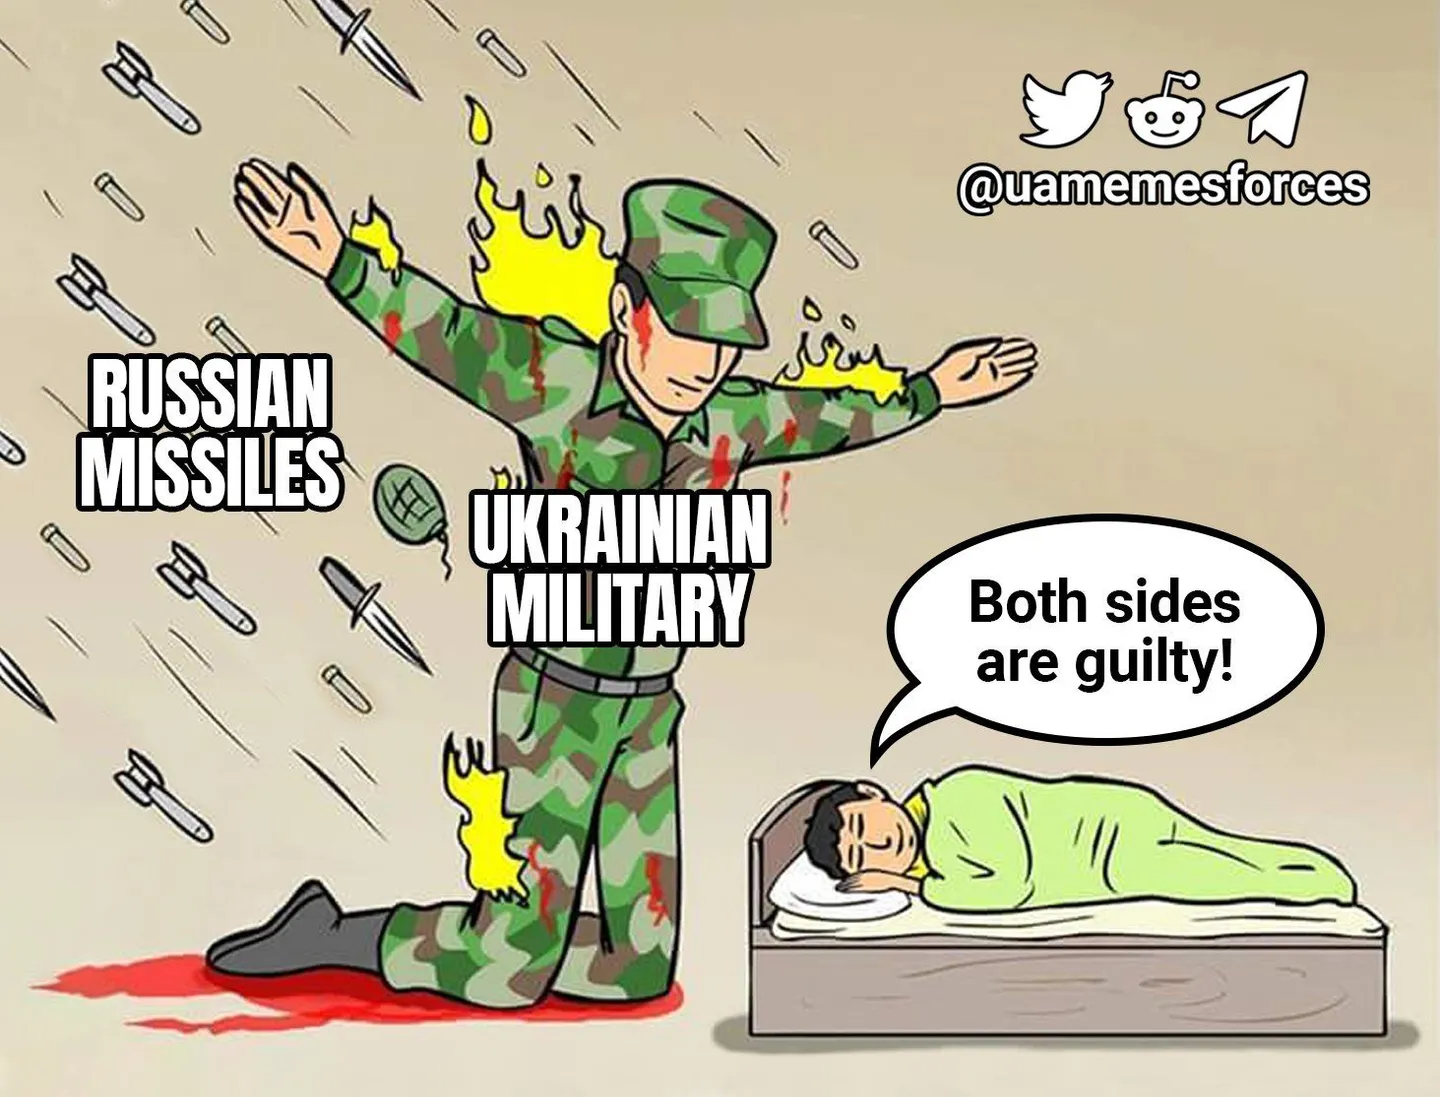 @uamemesforces
RUSSIAN
MISSILES
UKRAINIAN
MILITARY
Both sides
are guilty!